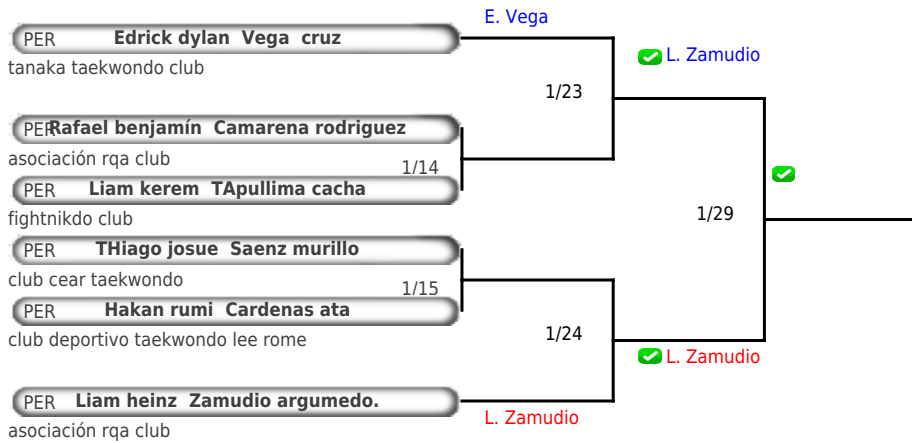 E. Vega
PER Edrick dylan Vega cruz
tanaka taekwondo club
L. Zamudio
1/23
PER Rafael benjamín Camarena rodriguez
asociación rqa club
1/14
PER Liam kerem TApullima cacha
fightnikdo club
1/29
PER THiago josue Saenz murillo
club cear taekwondo
1/15
PER Hakan rumi Cardenas ata
club deportivo taekwondo lee rome
1/24
L. Zamudio
PER Liam heinz Zamudio argumedo.
L. Zamudio
asociación rqa club